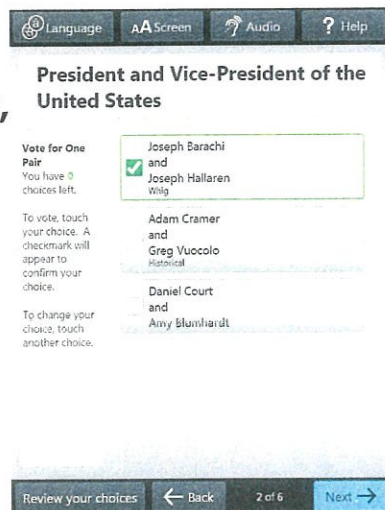 Language AA Screen Audio ? Help
President and Vice-President of the
United States
Vote for One
Pair
You have 0
choices left.
To vote, touch
your choice. A
checkmark will
appear to
confirm your
choice.
To change your
choice, touch
another choice.
Joseph Barachi
and
Joseph Hallaren
Whig
Adam Cramer
and
Greg Vuocolo
Historical
Daniel Court
and
Amy Blumhardt
Review your choices ← Back 2 of 6 Next →